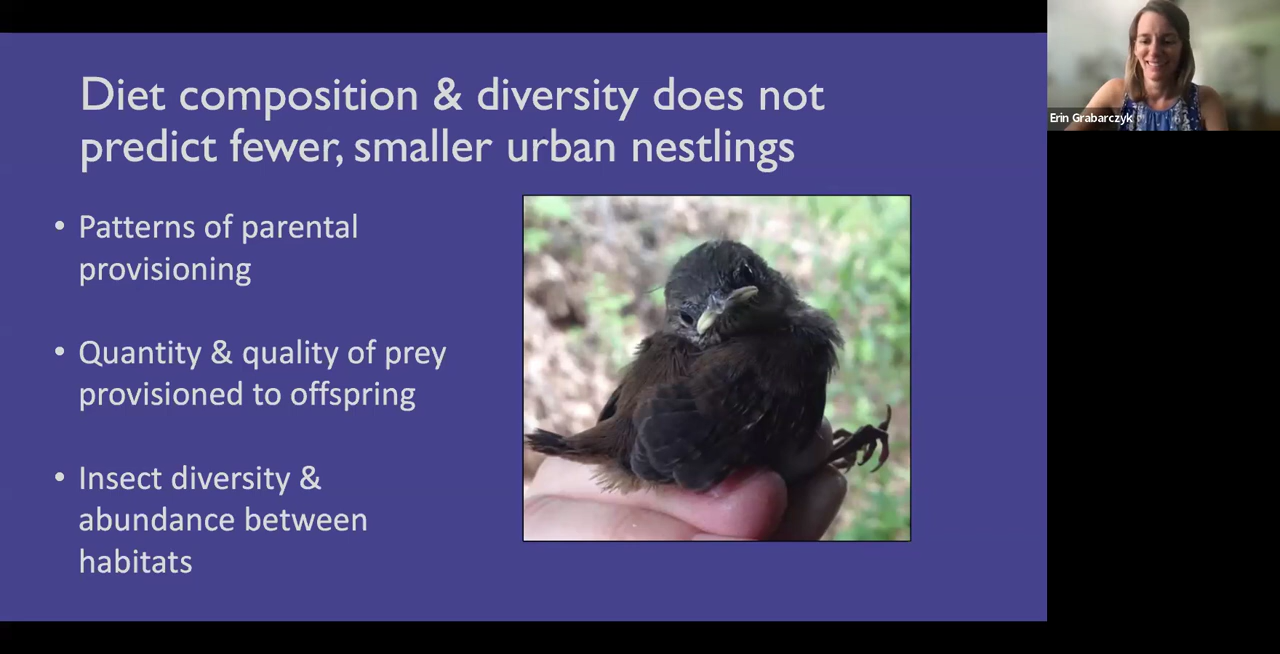 Diet composition & diversity does not
predict fewer, smaller urban nestlings
• Patterns of parental
provisioning
• Quantity & quality of prey
provisioned to offspring
• Insect diversity &
abundance between
habitats
Erin Grabarczyk